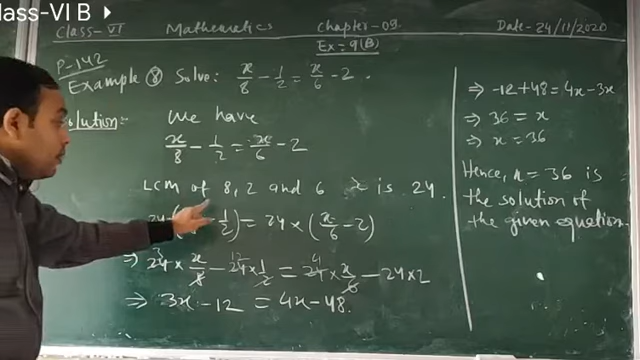 lass-VI B
Class- VI Mathematics Chapter-09 Date- 24/11/2020
Ex=9(B)
P-142
Example ⑧ Solve: x/8 - 1/2 = x/6 - 2.
We have
x/8 - 1/2 = x/6 - 2
LCM of 8, 2 and 6 is 24.
- 1/2) = 24 × (x/6 - 2)
⇒ 24 × x/8 - 24 × 1/2 = 24 × x/6 - 24 × 2
⇒ 3x - 12 = 4x - 48.
⇒ -12 + 48 = 4x - 3x
⇒ 36 = x
⇒ x = 36
Hence, x = 36 is
the solution of
the given equation.